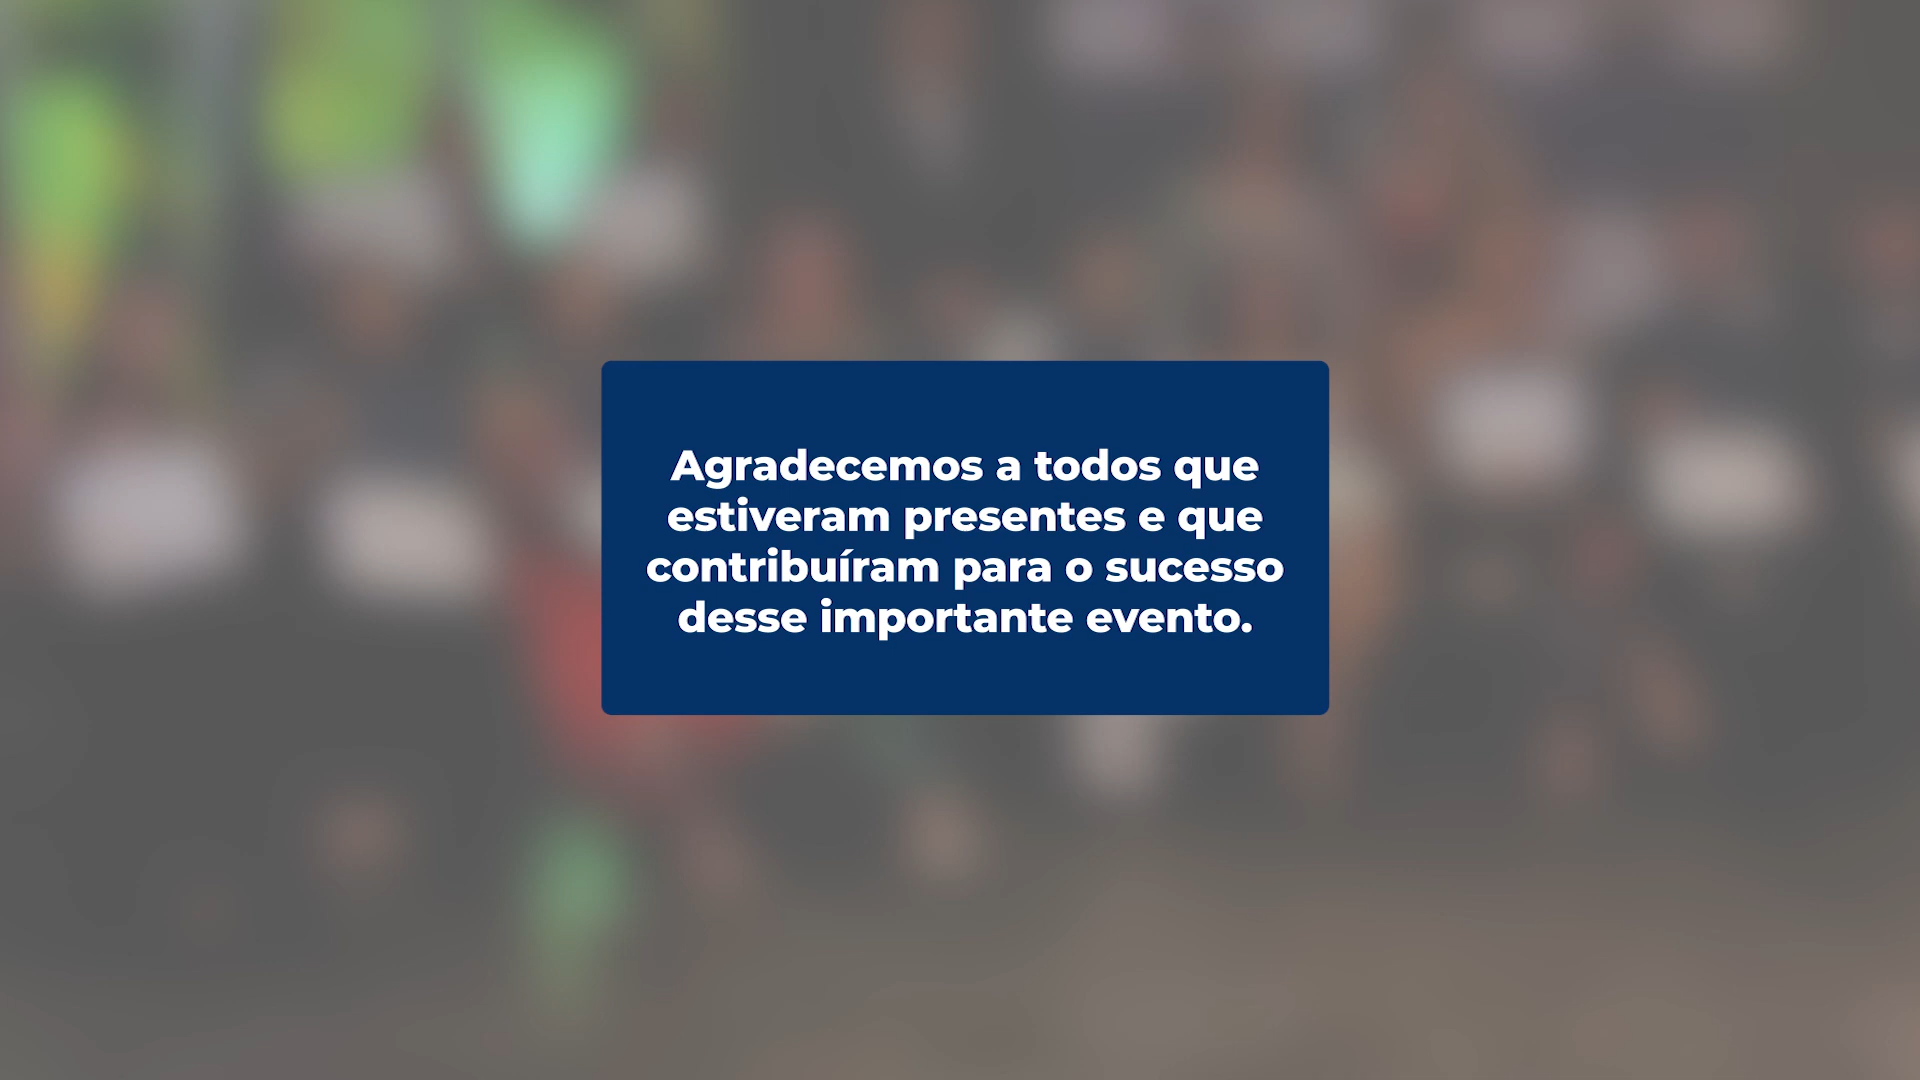 Agradecemos a todos que
estiveram presentes e que
contribuíram para o sucesso
desse importante evento.